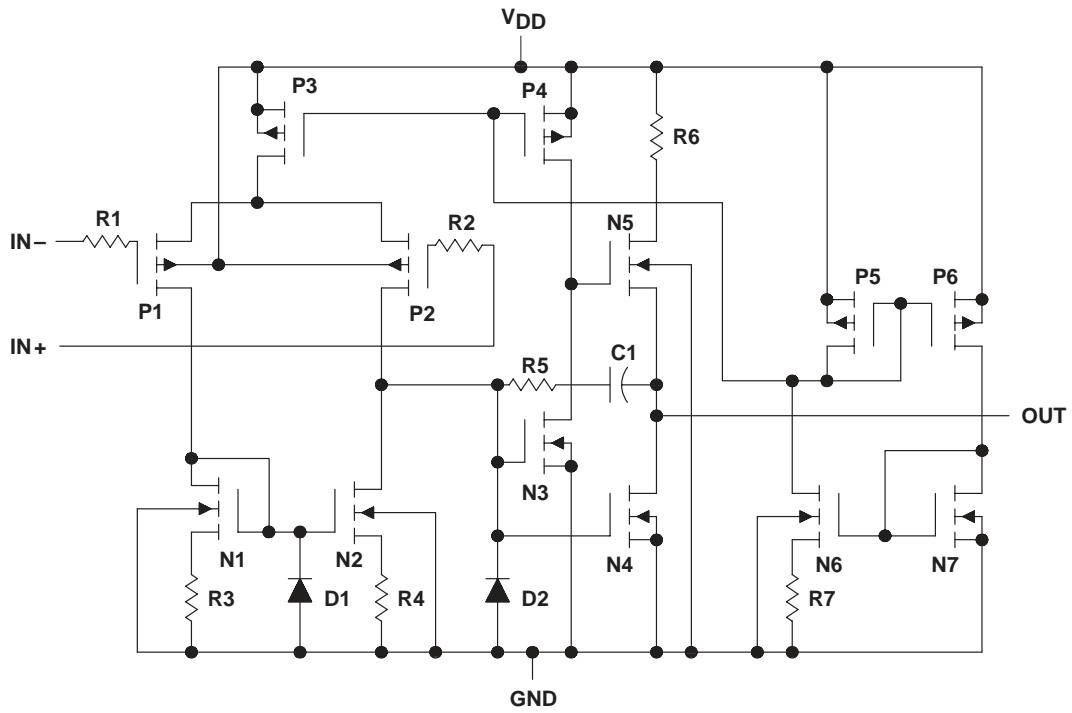 VDD
P3
P4
R6
R1
R2
N5
IN−
P5
P6
P1
P2
IN+
R5
C1
OUT
N3
N1
N2
N4
N6
N7
R3
D1
R4
D2
R7
GND